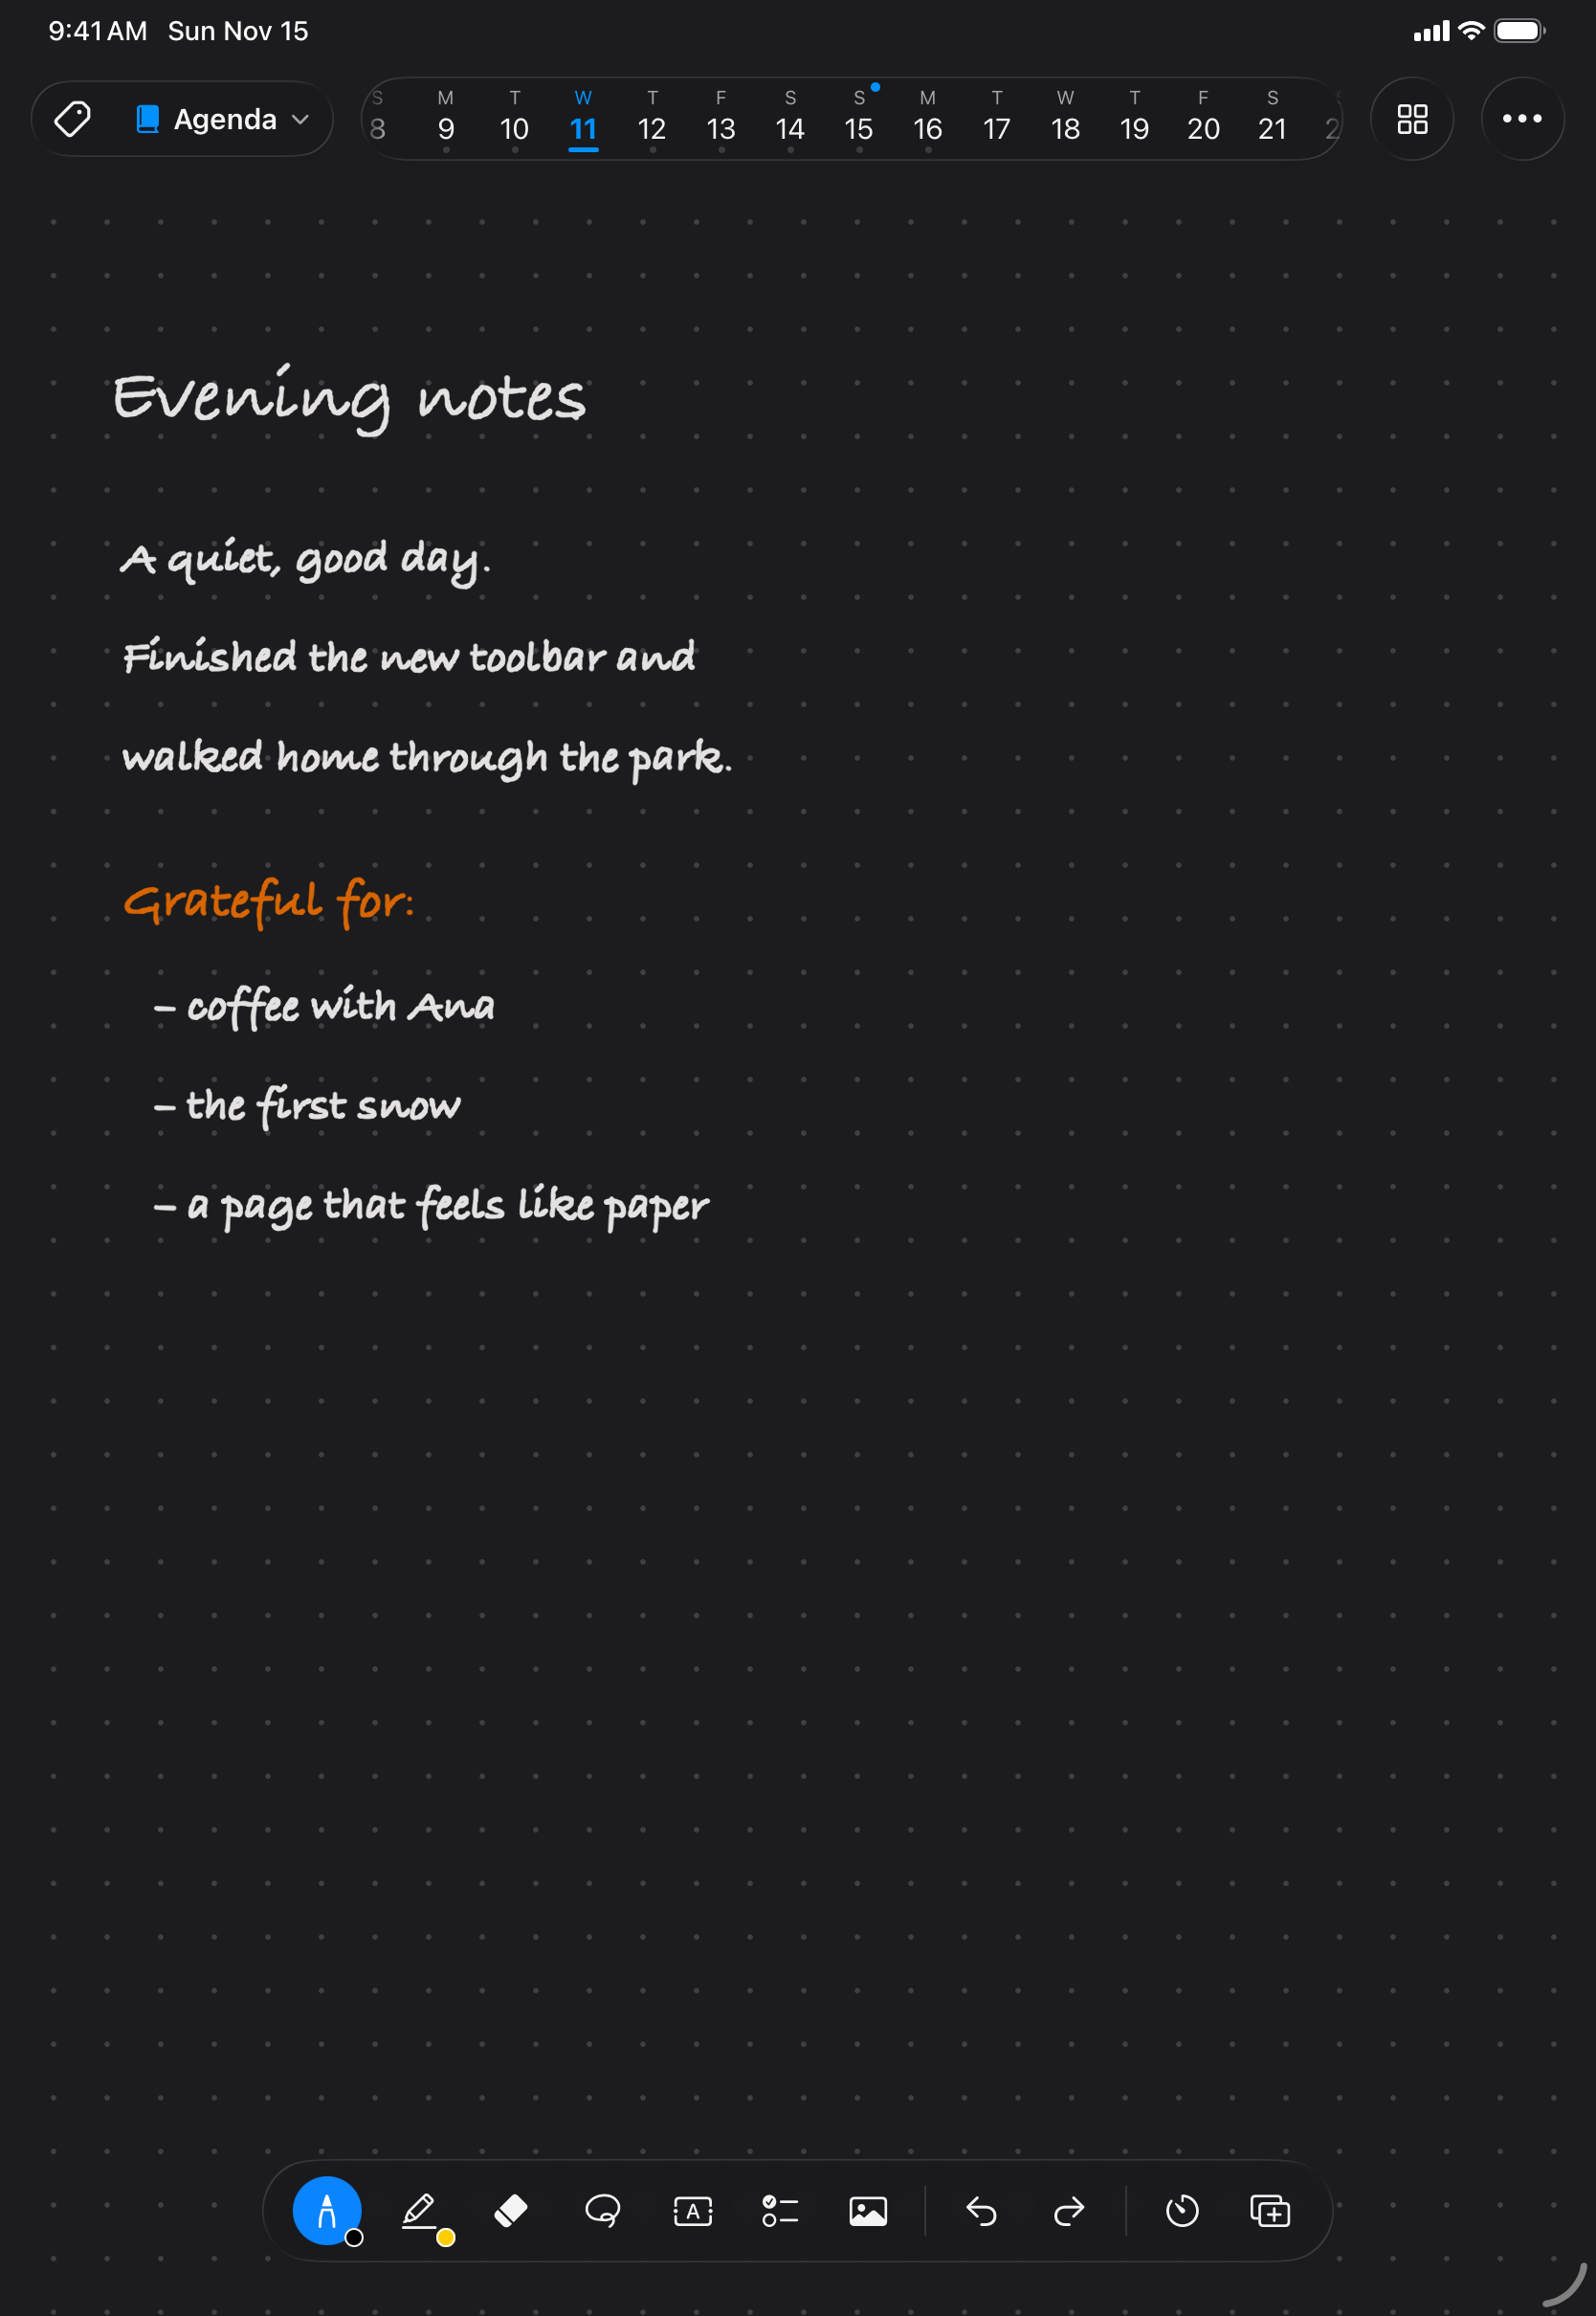 9:41 AM Sun Nov 15
Agenda
S M T W T F S S M T W T F S
8 9 10 11 12 13 14 15 16 17 18 19 20 21
Evening notes
A quiet, good day.
Finished the new toolbar and
walked home through the park.
Grateful for:
– coffee with Ana
– the first snow
– a page that feels like paper
A